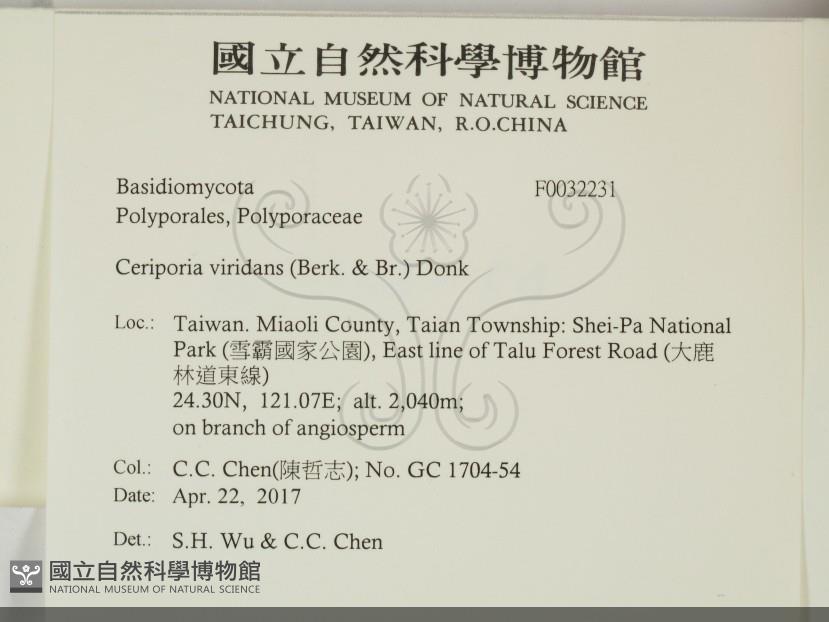 國立自然科學博物館
NATIONAL MUSEUM OF NATURAL SCIENCE
TAICHUNG, TAIWAN, R.O.CHINA
Basidiomycota F0032231
Polyporales, Polyporaceae
Ceriporia viridans (Berk. & Br.) Donk
Loc.: Taiwan. Miaoli County, Taian Township: Shei-Pa National
Park (雪霸國家公園), East line of Talu Forest Road (大鹿
林道東線)
24.30N, 121.07E; alt. 2,040m;
on branch of angiosperm
Col.: C.C. Chen(陳哲志); No. GC 1704-54
Date: Apr. 22, 2017
Det.: S.H. Wu & C.C. Chen
國立自然科學博物館
NATIONAL MUSEUM OF NATURAL SCIENCE